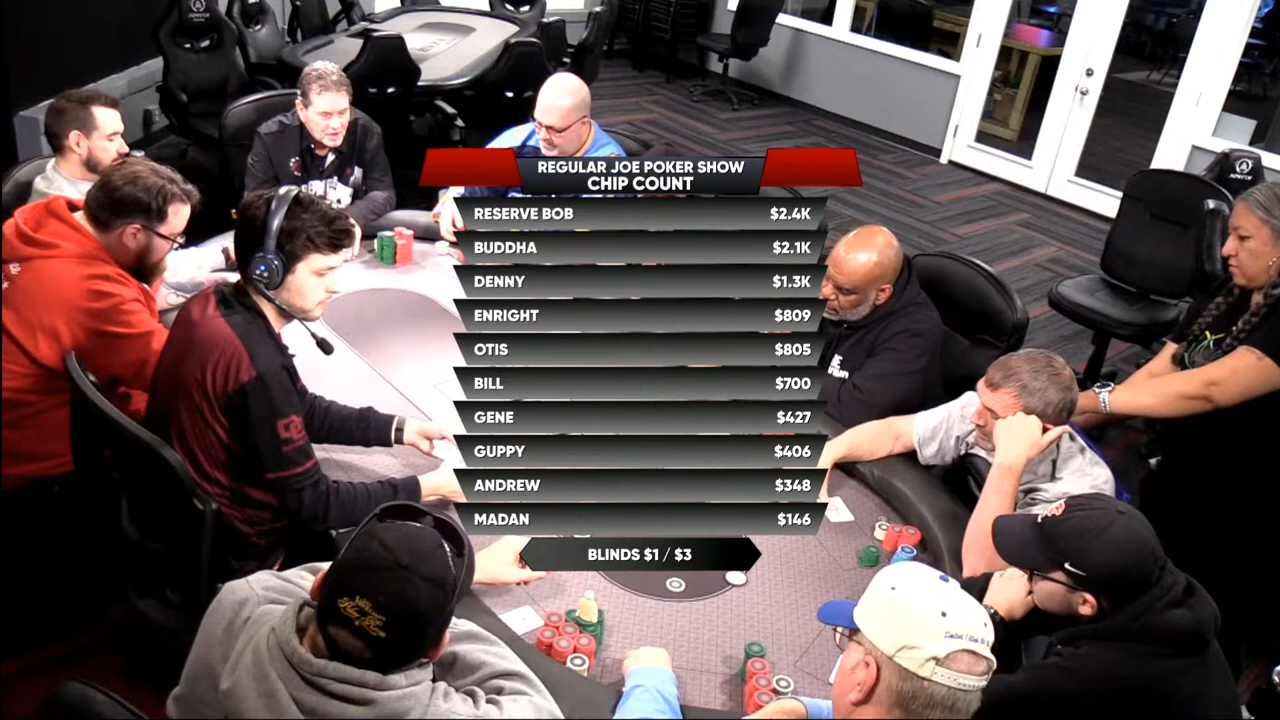 REGULAR JOE POKER SHOW
CHIP COUNT
RESERVE BOB $2.4K
BUDDHA $2.1K
DENNY $1.3K
ENRIGHT $809
OTIS $805
BILL $700
GENE $427
GUPPY $406
ANDREW $348
MADAN $146
BLINDS $1 / $3